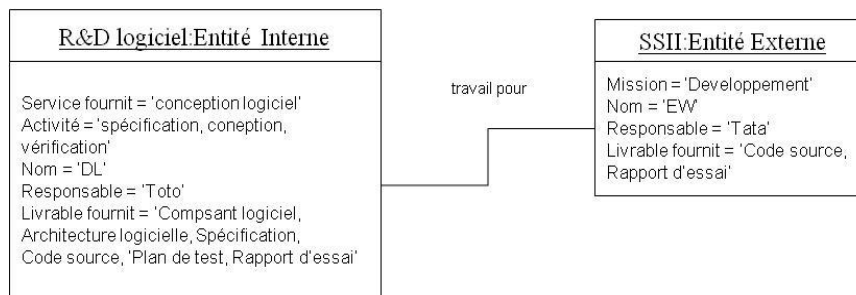 R&D logiciel:Entité Interne
Service fournit = 'conception logiciel'
Activité = 'spécification, coneption,
vérification'
Nom = 'DL'
Responsable = 'Toto'
Livrable fournit = 'Compsant logiciel,
Architecture logicielle, Spécification,
Code source, 'Plan de test, Rapport d'essai'
travail pour
SSII:Entité Externe
Mission = 'Developpement'
Nom = 'EW'
Responsable = 'Tata'
Livrable fournit = 'Code source,
Rapport d'essai'